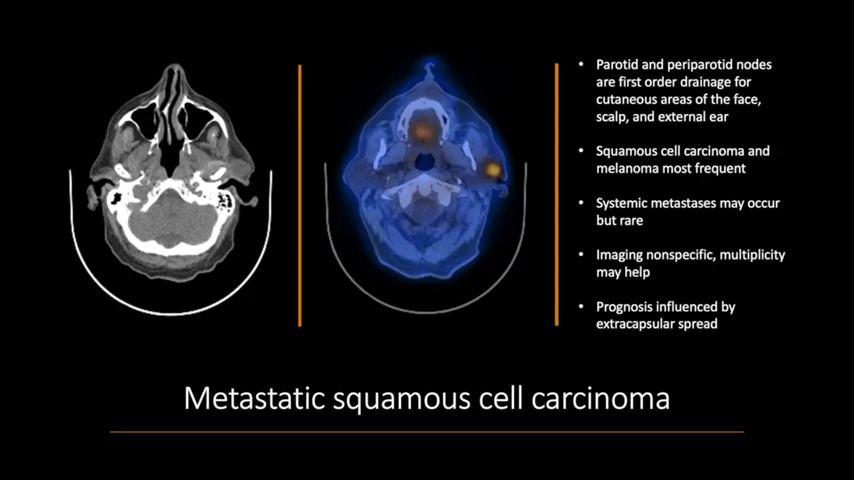 • Parotid and periparotid nodes
are first order drainage for
cutaneous areas of the face,
scalp, and external ear
• Squamous cell carcinoma and
melanoma most frequent
• Systemic metastases may occur
but rare
• Imaging nonspecific, multiplicity
may help
• Prognosis influenced by
extracapsular spread
Metastatic squamous cell carcinoma